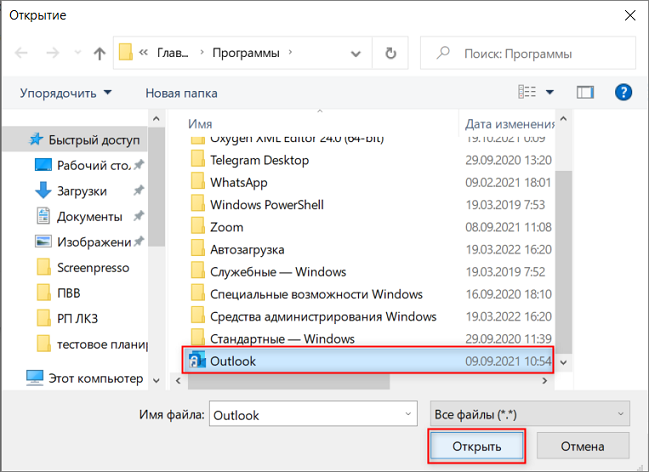 Открытие
« Глав... > Программы >
Поиск: Программы
Упорядочить
Новая папка
Имя
Дата изменени
Быстрый доступ
Рабочий сто.
Загрузки
Документы
Изображени
Screenpresso
ПВВ
РП ЛКЗ
тестовое планир
Этот компьютер
Oxygen XML Editor 24.0 (64-bit) 19.10.2021 0:09
Telegram Desktop 29.09.2020 13:20
WhatsApp 09.02.2021 18:01
Windows PowerShell 19.03.2019 7:53
Zoom 08.09.2021 11:08
Автозагрузка 19.03.2022 16:20
Служебные — Windows 19.03.2019 7:52
Специальные возможности Windows 16.09.2020 18:10
Средства администрирования Windows 19.03.2022 16:20
Стандартные — Windows 29.09.2020 11:39
Outlook 09.09.2021 10:54
Имя файла: Outlook
Все файлы (*.*)
Открыть
Отмена